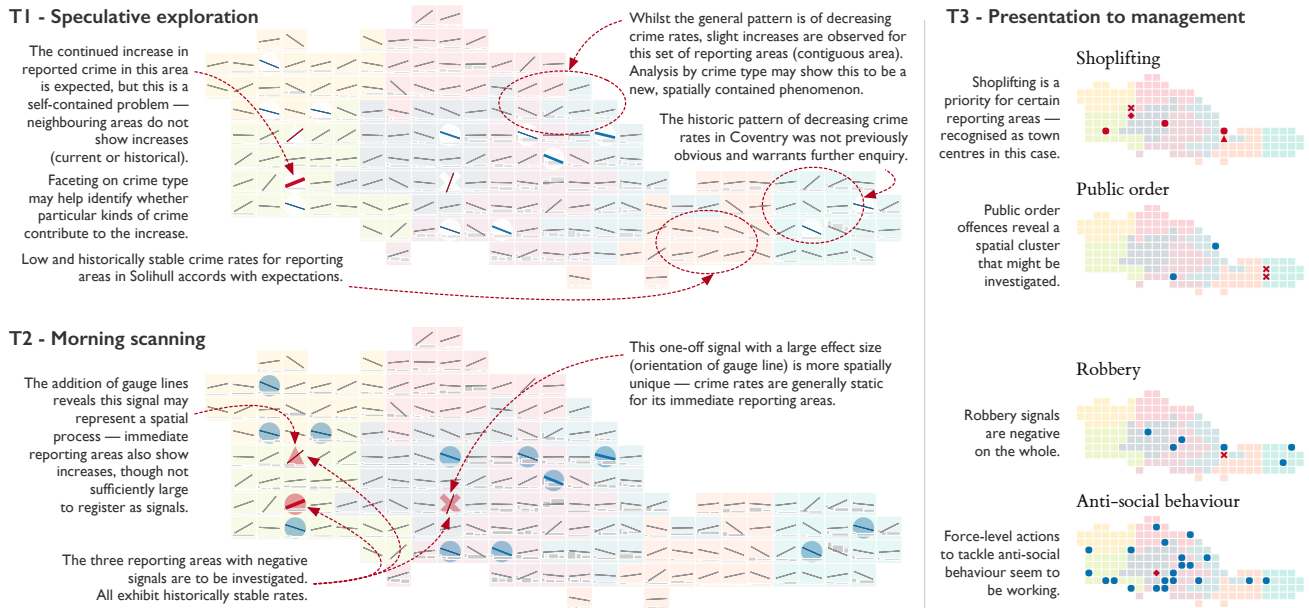 T1 - Speculative exploration
The continued increase in
reported crime in this area
is expected, but this is a
self-contained problem —
neighbouring areas do not
show increases
(current or historical).
Faceting on crime type
may help identify whether
particular kinds of crime
contribute to the increase.
Low and historically stable crime rates for reporting
areas in Solihull accords with expectations.
Whilst the general pattern is of decreasing
crime rates, slight increases are observed for
this set of reporting areas (contiguous area).
Analysis by crime type may show this to be a
new, spatially contained phenomenon.
The historic pattern of decreasing crime
rates in Coventry was not previously
obvious and warrants further enquiry.
T2 - Morning scanning
The addition of gauge lines
reveals this signal may
represent a spatial
process — immediate
reporting areas also show
increases, though not
sufficiently large
to register as signals.
The three reporting areas with negative
signals are to be investigated.
All exhibit historically stable rates.
This one-off signal with a large effect size
(orientation of gauge line) is more spatially
unique — crime rates are generally static
for its immediate reporting areas.
T3 - Presentation to management
Shoplifting
Shoplifting is a
priority for certain
reporting areas —
recognised as town
centres in this case.
Public order
Public order
offences reveal a
spatial cluster
that might be
investigated.
Robbery
Robbery signals
are negative
on the whole.
Anti-social behaviour
Force-level actions
to tackle anti-social
behaviour seem to
be working.